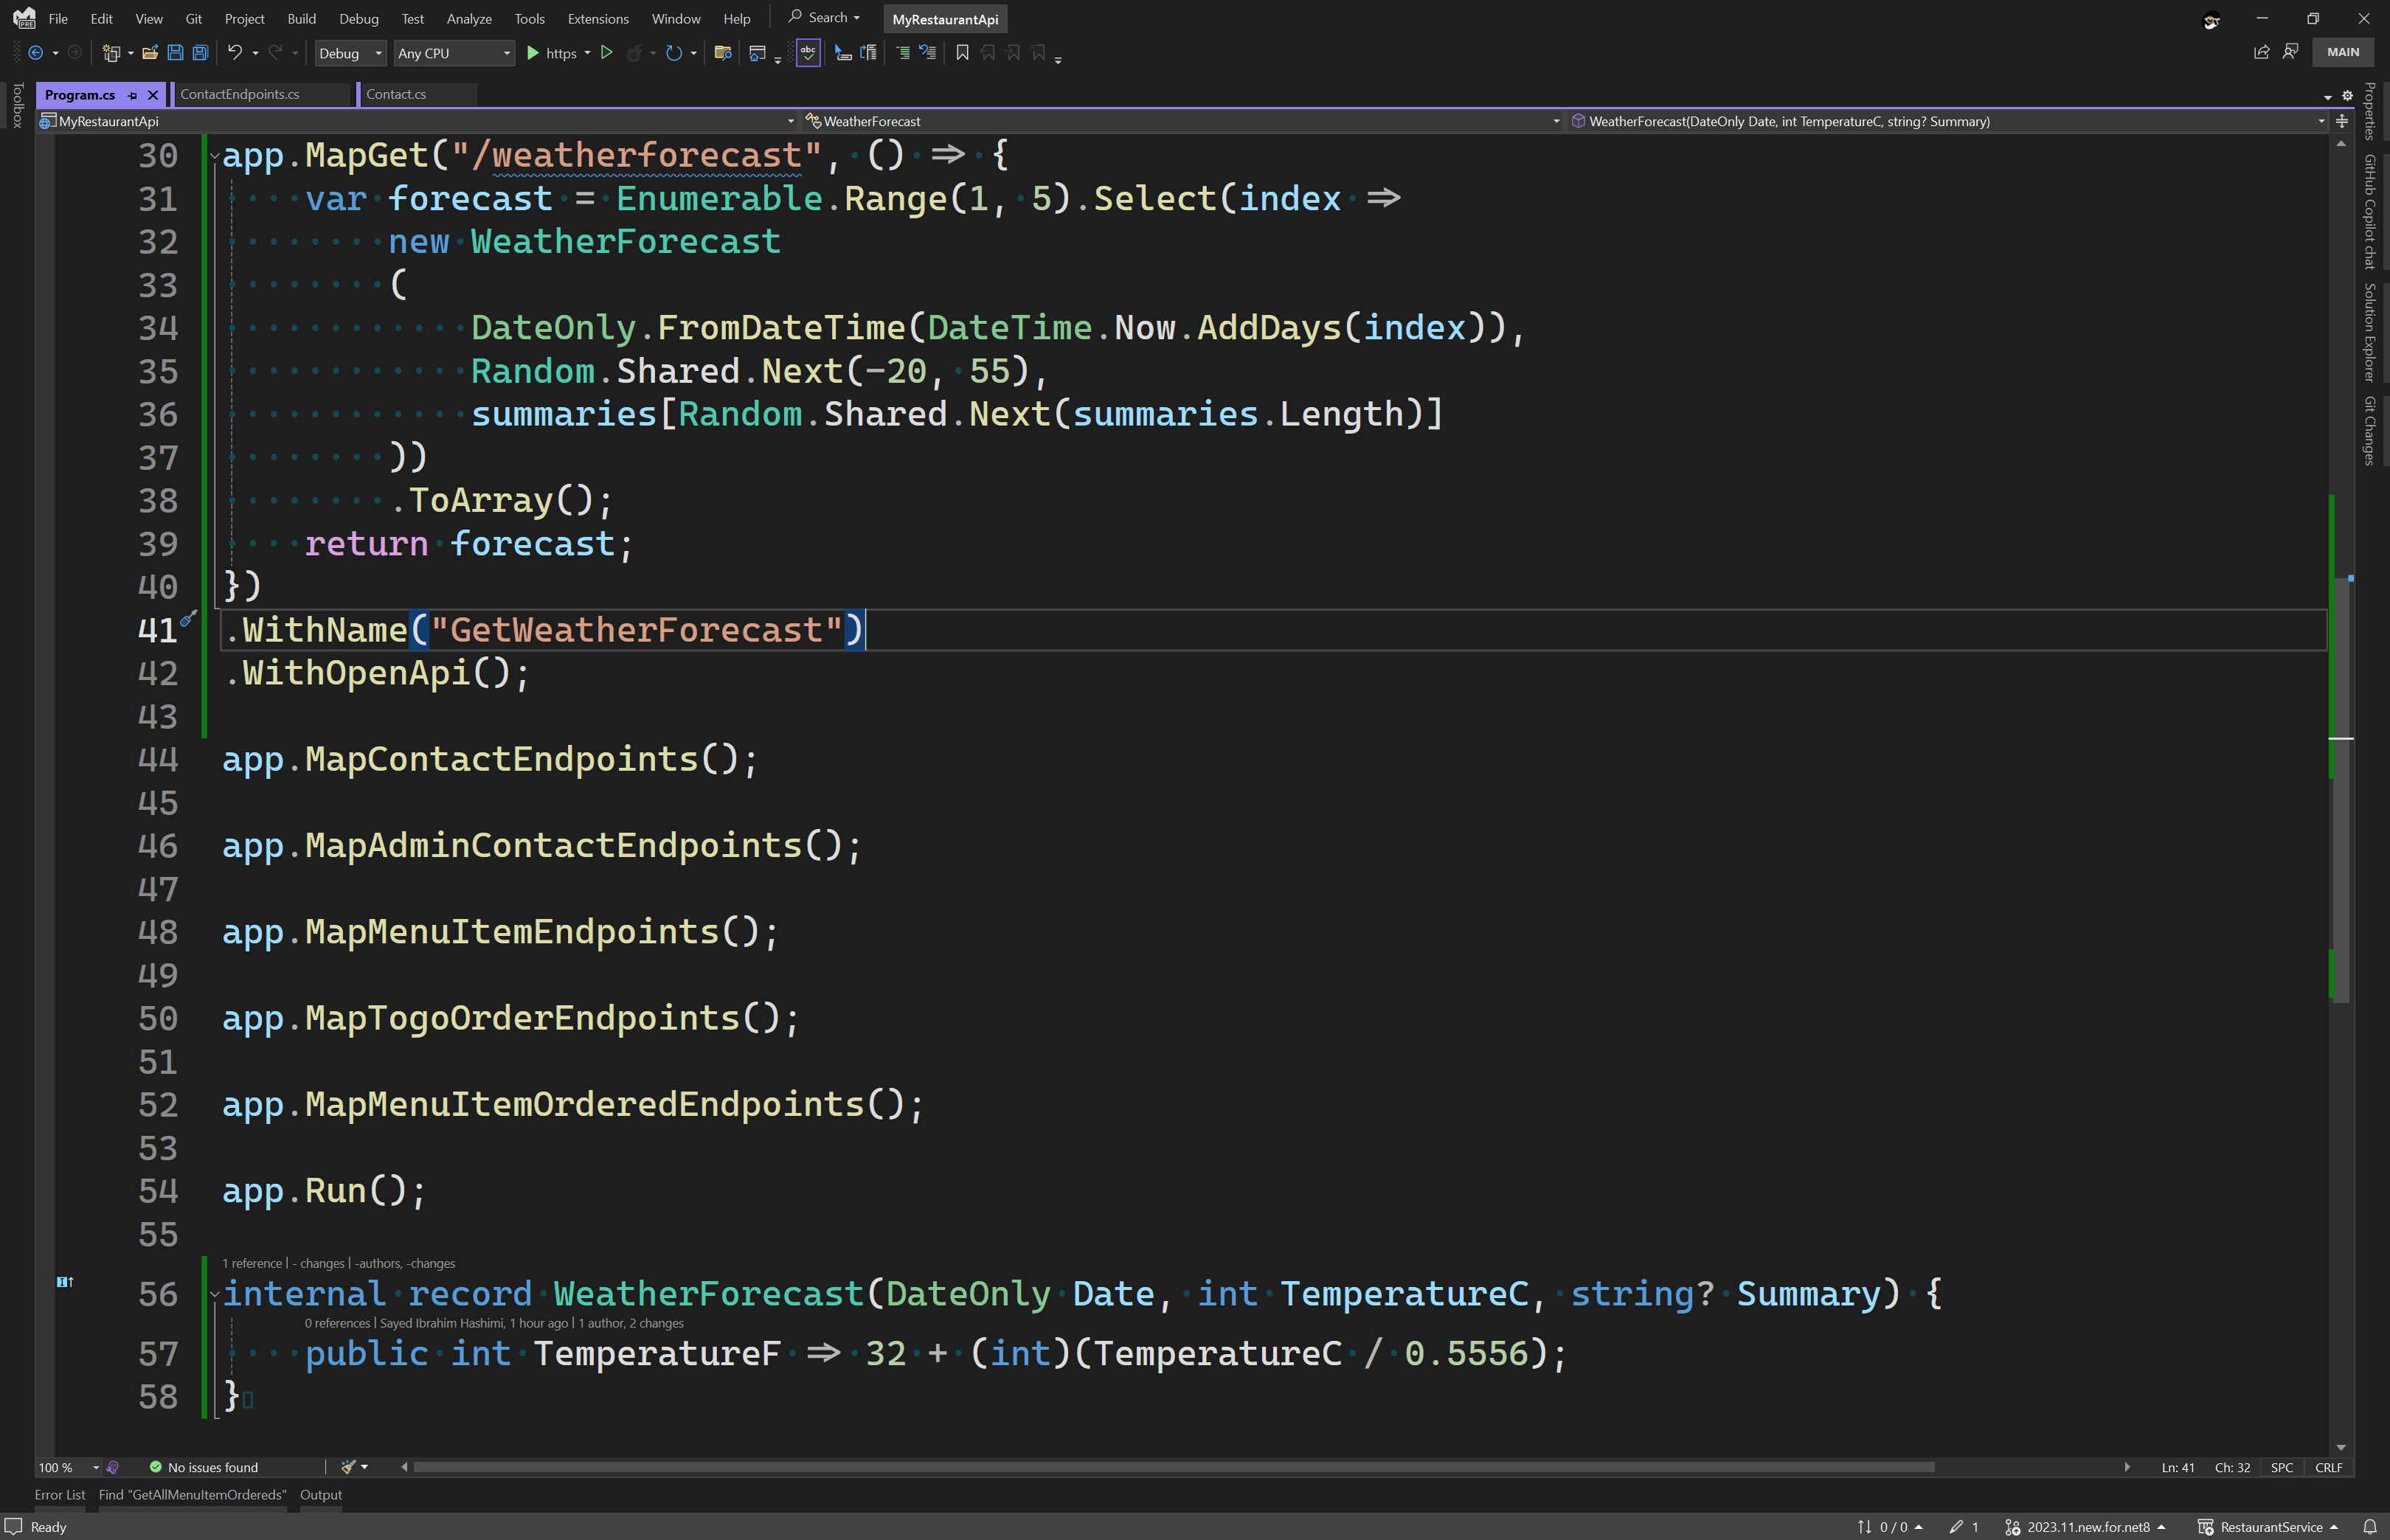 File Edit View Git Project Build Debug Test Analyze Tools Extensions Window Help Search MyRestaurantApi
Debug Any CPU https MAIN
Program.cs ContactEndpoints.cs Contact.cs
MyRestaurantApi WeatherForecast WeatherForecast(DateOnly Date, int TemperatureC, string? Summary)
Toolbox
30 app.MapGet("/weatherforecast", () => {
31 var forecast = Enumerable.Range(1, 5).Select(index =>
32 new WeatherForecast
33 (
34 DateOnly.FromDateTime(DateTime.Now.AddDays(index)),
35 Random.Shared.Next(-20, 55),
36 summaries[Random.Shared.Next(summaries.Length)]
37 ))
38 .ToArray();
39 return forecast;
40 })
41 .WithName("GetWeatherForecast")
42 .WithOpenApi();
43
44 app.MapContactEndpoints();
45
46 app.MapAdminContactEndpoints();
47
48 app.MapMenuItemEndpoints();
49
50 app.MapTogoOrderEndpoints();
51
52 app.MapMenuItemOrderedEndpoints();
53
54 app.Run();
55
1 reference | - changes | -authors, -changes
56 internal record WeatherForecast(DateOnly Date, int TemperatureC, string? Summary) {
0 references | Sayed Ibrahim Hashimi, 1 hour ago | 1 author, 2 changes
57 public int TemperatureF => 32 + (int)(TemperatureC / 0.5556);
58 }
Properties
GitHub Copilot chat
Solution Explorer
Git Changes
100 % No issues found Ln: 41 Ch: 32 SPC CRLF
Error List Find "GetAllMenuItemOrdereds" Output
Ready 0 / 0 1 2023.11.new.for.net8 RestaurantService